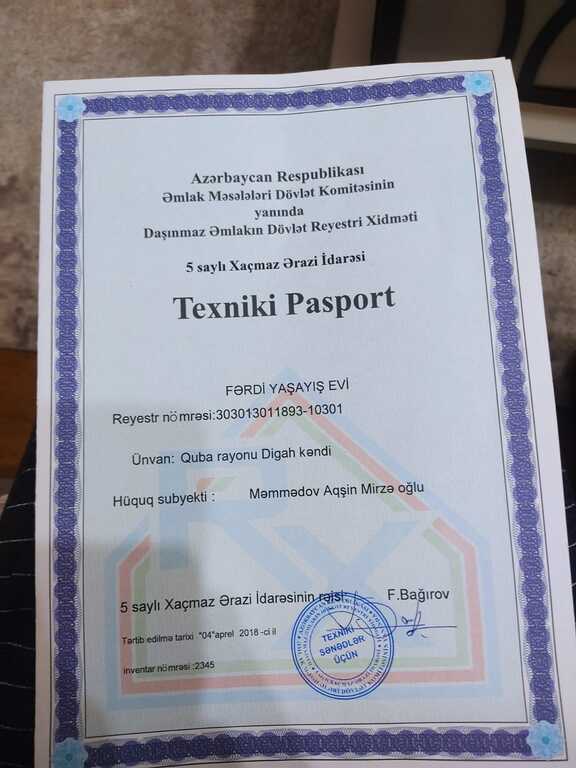 Azərbaycan Respublikası
Əmlak Məsələləri Dövlət Komitəsinin
yanında
Daşınmaz Əmlakın Dövlət Reyestri Xidməti
5 saylı Xaçmaz Ərazi İdarəsi
Texniki Pasport
FƏRDİ YAŞAYIŞ EVİ
Reyestr nömrəsi:303013011893-10301
Ünvan: Quba rayonu Digah kəndi
Hüquq subyekti : Məmmədov Aqşin Mirzə oğlu
5 saylı Xaçmaz Ərazi İdarəsinin rəisi: F.Bağırov
Tərtib edilmə tarixi "04"aprel 2018 -ci il
TEXNİKİ
SƏNƏDLƏR
ÜÇÜN
inventar nömrəsi :2345